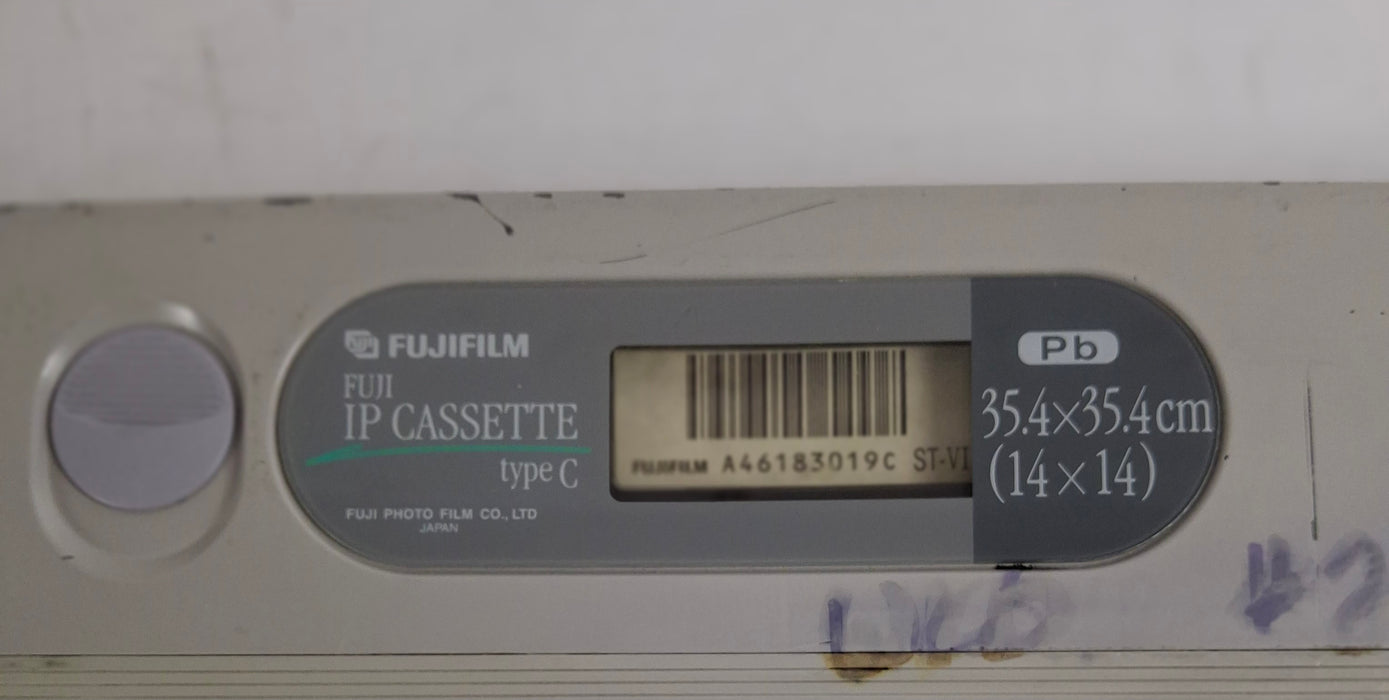 FUJIFILM
FUJI
IP CASSETTE
type C
FUJI PHOTO FILM CO., LTD
JAPAN
FUJIFILM A46183019C ST-VI
Pb
35.4×35.4cm
(14×14)